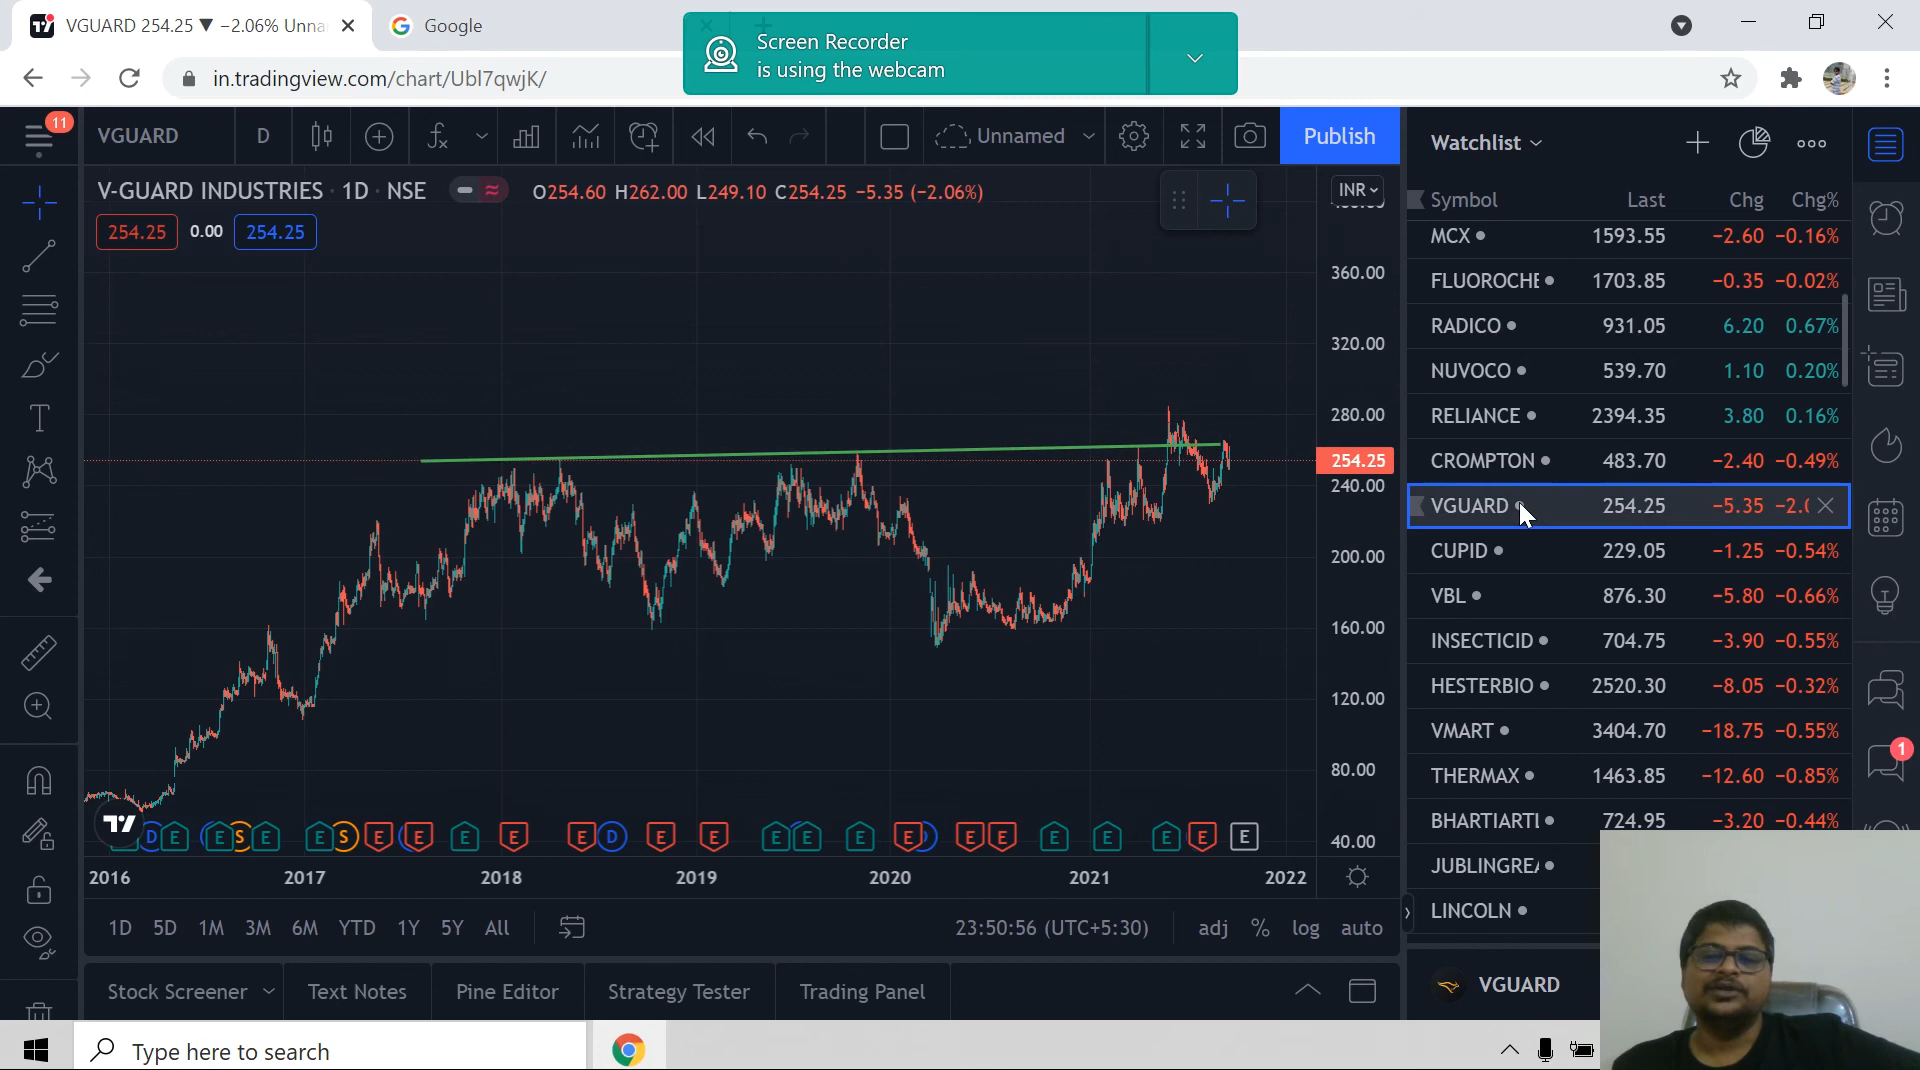 VGUARD 254.25 ▼ −2.06% Unna
Google
Screen Recorder
is using the webcam
in.tradingview.com/chart/Ubl7qwjK/
11
VGUARD
D
Unnamed
Publish
Watchlist
V-GUARD INDUSTRIES · 1D · NSE
O254.60 H262.00 L249.10 C254.25 −5.35 (−2.06%)
INR
254.25
0.00
254.25
Symbol Last Chg Chg%
MCX 1593.55 −2.60 −0.16%
FLUOROCHE 1703.85 −0.35 −0.02%
RADICO 931.05 6.20 0.67%
NUVOCO 539.70 1.10 0.20%
RELIANCE 2394.35 3.80 0.16%
CROMPTON 483.70 −2.40 −0.49%
VGUARD 254.25 −5.35 −2.0
CUPID 229.05 −1.25 −0.54%
VBL 876.30 −5.80 −0.66%
INSECTICID 704.75 −3.90 −0.55%
HESTERBIO 2520.30 −8.05 −0.32%
VMART 3404.70 −18.75 −0.55%
THERMAX 1463.85 −12.60 −0.85%
BHARTIARTL 724.95 −3.20 −0.44%
JUBLINGREA
LINCOLN
VGUARD
1
360.00
320.00
280.00
254.25
240.00
200.00
160.00
120.00
80.00
40.00
D E E S E E S E E E E E D E E E E E E D E E E E E E E
2016 2017 2018 2019 2020 2021 2022
1D 5D 1M 3M 6M YTD 1Y 5Y All
23:50:56 (UTC+5:30)
adj % log auto
Stock Screener
Text Notes
Pine Editor
Strategy Tester
Trading Panel
Type here to search